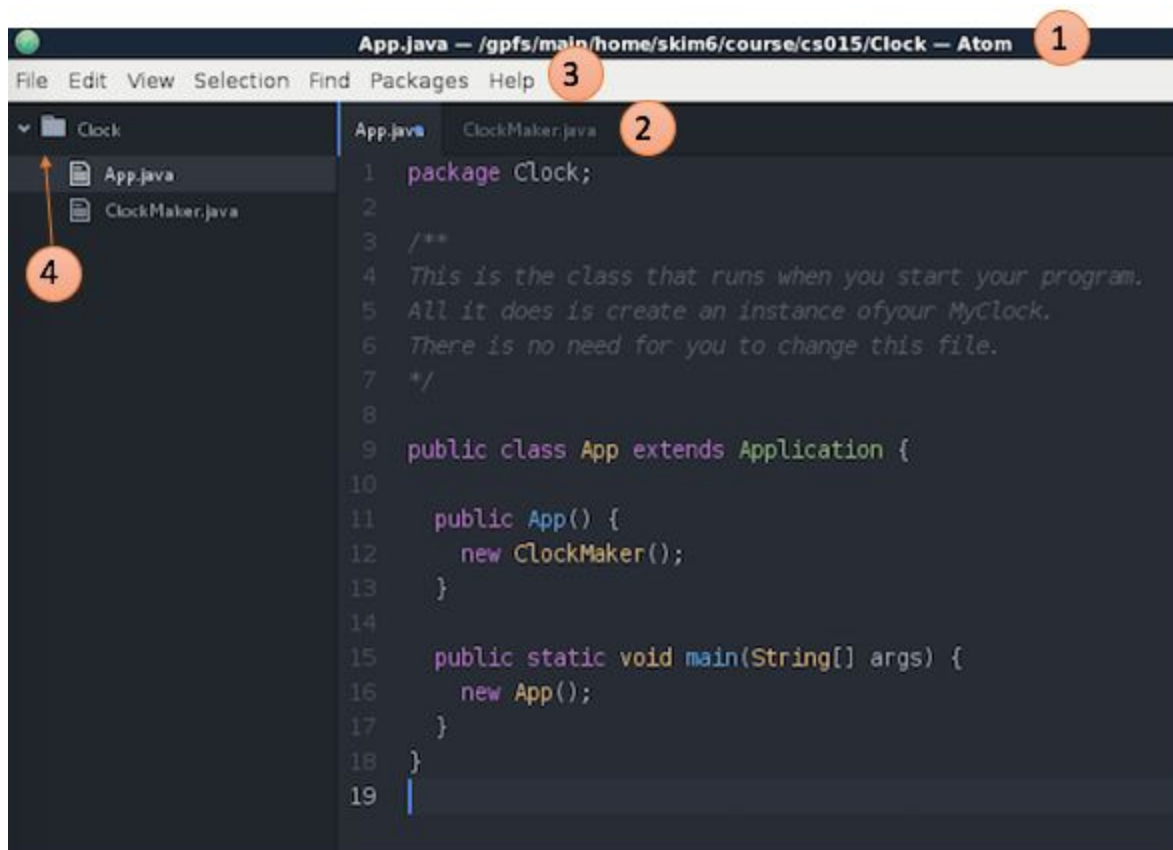 App.java — /gpfs/main/home/skim6/course/cs015/Clock — Atom 1
File Edit View Selection Find Packages Help 3
Clock
App.java
ClockMaker.java
4
App.java ClockMaker.java 2
1 package Clock;
2
3 /**
4 This is the class that runs when you start your program.
5 All it does is create an instance ofyour MyClock.
6 There is no need for you to change this file.
7 */
8
9 public class App extends Application {
10
11 public App() {
12 new ClockMaker();
13 }
14
15 public static void main(String[] args) {
16 new App();
17 }
18 }
19